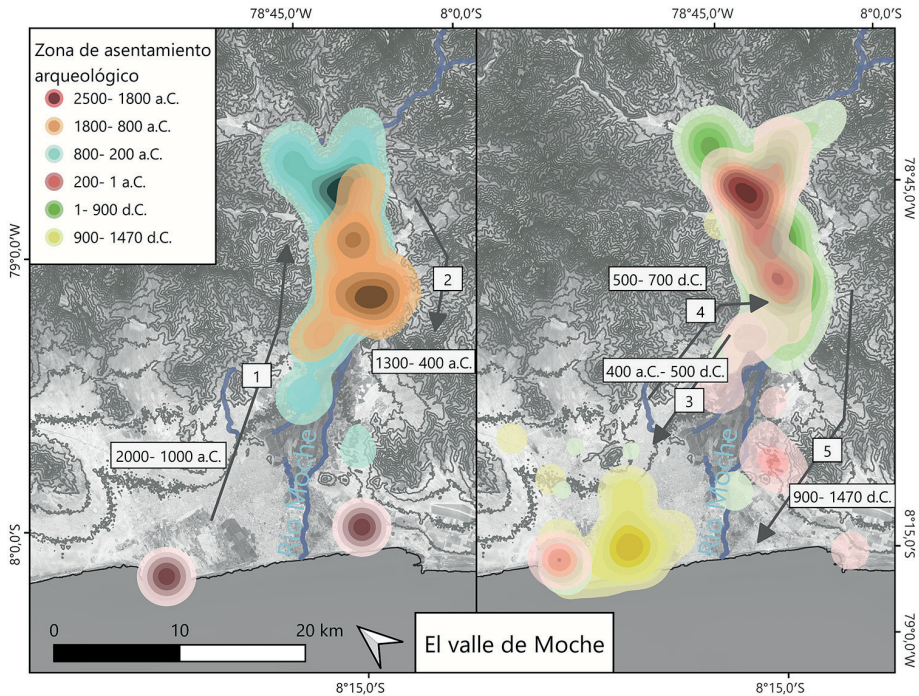 78°45,0'S
8°0,0'S
78°45,0'S
8°0,0'S
Zona de asentamiento
arqueológico
2500- 1800 a.C.
1800- 800 a.C.
800- 200 a.C.
200- 1 a.C.
1- 900 d.C.
900- 1470 d.C.
78°45,0'W
79°0,0'W
500- 700 d.C.
2
4
1300- 400 a.C.
400 a.C.- 500 d.C.
1
3
2000- 1000 a.C.
5
900- 1470 d.C.
Río Moche
Río Moche
8°0,0'S
8°15,0'S
0
10
20 km
El valle de Moche
79°0,0'W
8°15,0'S
8°15,0'S